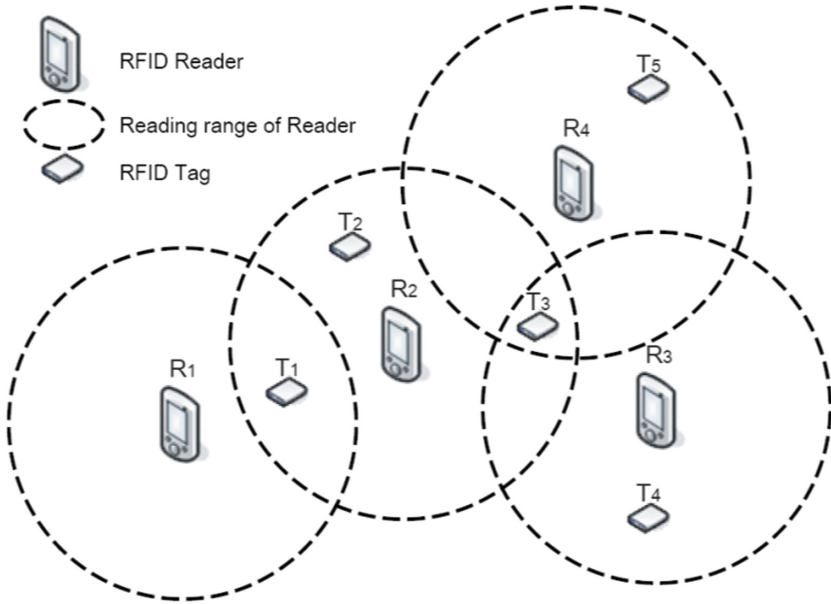 RFID Reader
Reading range of Reader
RFID Tag
T5
R4
T2
R2
T3
R3
R1
T1
T4